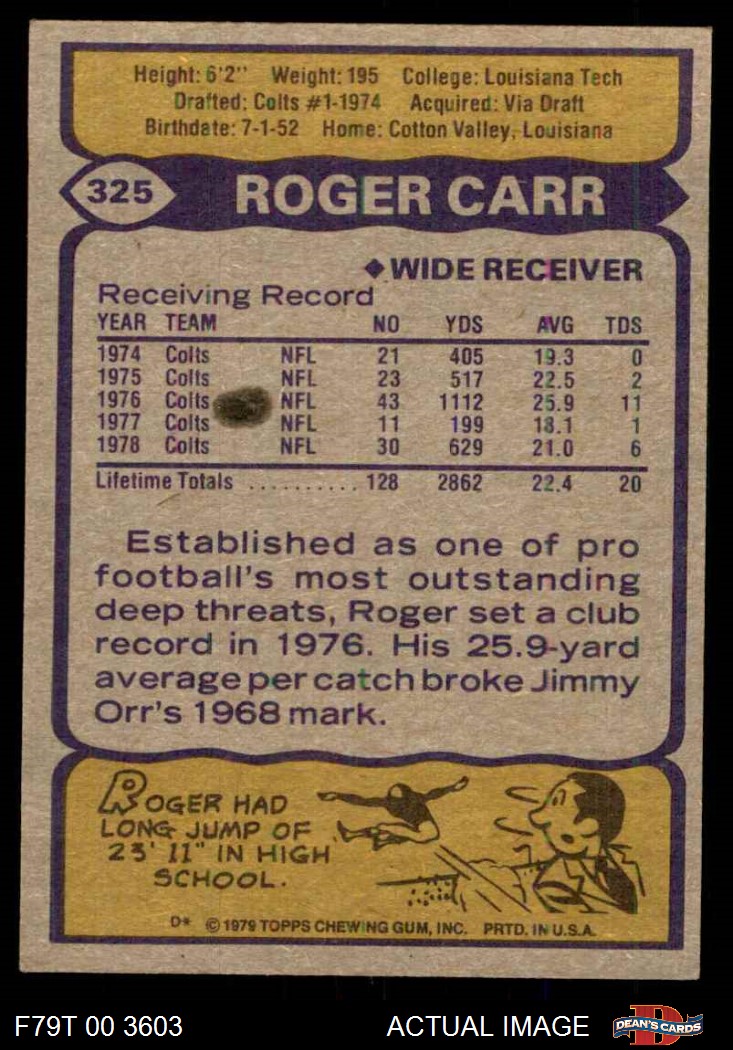 Height: 6'2" Weight: 195 College: Louisiana Tech
Drafted: Colts #1-1974 Acquired: Via Draft
Birthdate: 7-1-52 Home: Cotton Valley, Louisiana
325 ROGER CARR
◆WIDE RECEIVER
Receiving Record
YEAR TEAM NO YDS AVG TDS
1974 Colts NFL 21 405 19.3 0
1975 Colts NFL 23 517 22.5 2
1976 Colts NFL 43 1112 25.9 11
1977 Colts NFL 11 199 18.1 1
1978 Colts NFL 30 629 21.0 6
Lifetime Totals .......... 128 2862 22.4 20
Established as one of pro
football's most outstanding
deep threats, Roger set a club
record in 1976. His 25.9-yard
average per catch broke Jimmy
Orr's 1968 mark.
ROGER HAD
LONG JUMP OF
23' 11" IN HIGH
SCHOOL.
D* © 1979 TOPPS CHEWING GUM, INC. PRTD. IN U.S.A.
F79T 00 3603 ACTUAL IMAGE D DEAN'S CARDS